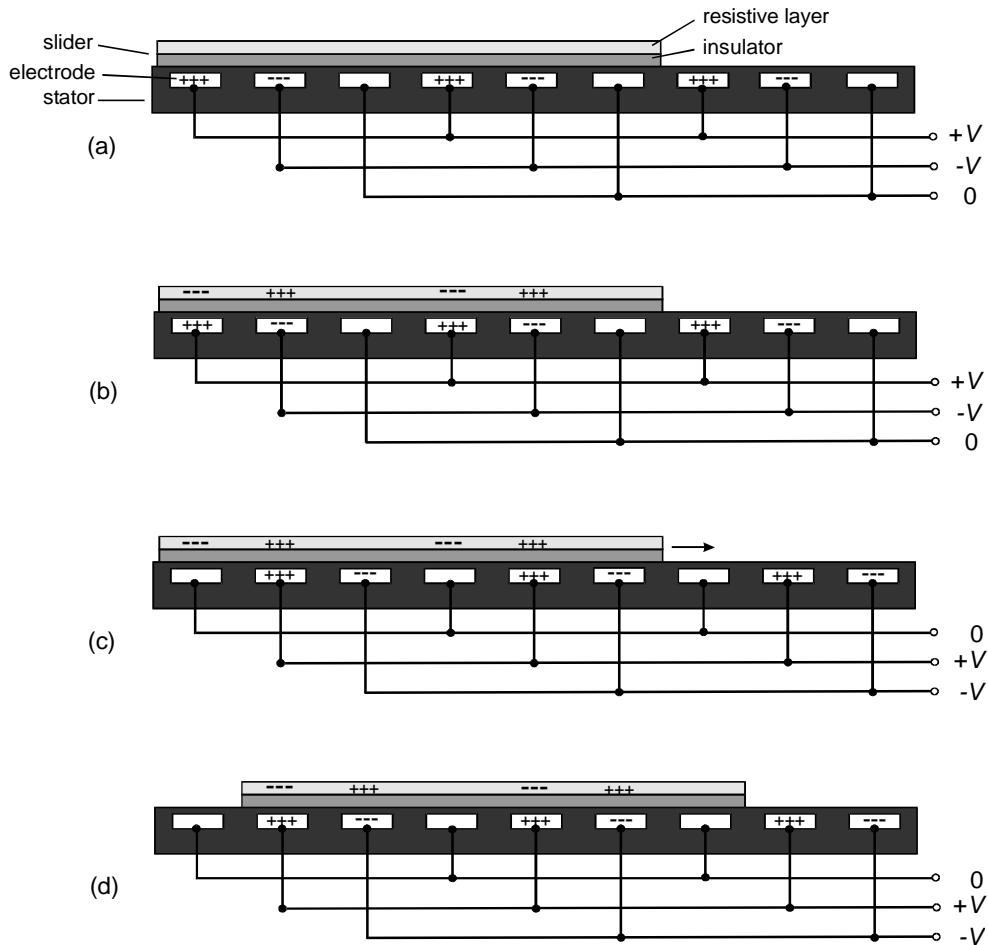 resistive layer
slider
insulator
electrode
+++ --- +++ --- +++ ---
stator
(a)
+V
-V
0
--- +++ --- +++
+++ --- +++ --- +++ ---
(b)
+V
-V
0
--- +++ --- +++
+++ --- +++ --- +++ ---
(c)
0
+V
-V
--- +++ --- +++
+++ --- +++ --- +++ ---
(d)
0
+V
-V